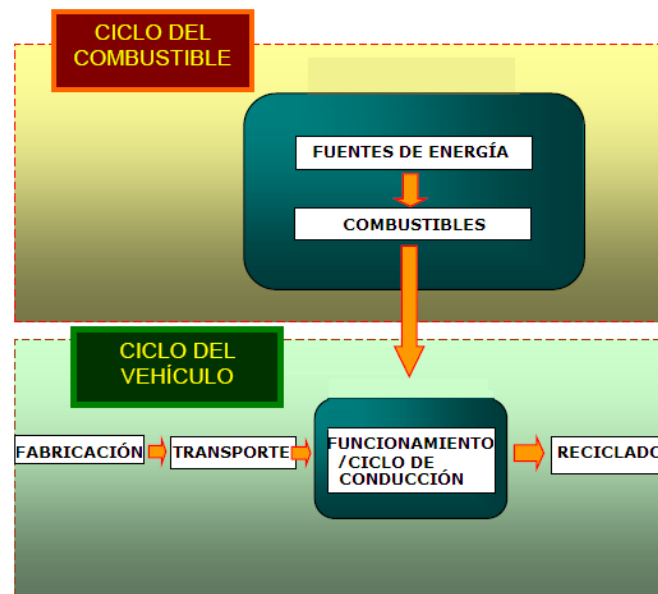 CICLO DEL
COMBUSTIBLE
FUENTES DE ENERGÍA
COMBUSTIBLES
CICLO DEL
VEHÍCULO
FABRICACIÓN
TRANSPORTE
FUNCIONAMIENTO
/CICLO DE
CONDUCCIÓN
RECICLADO